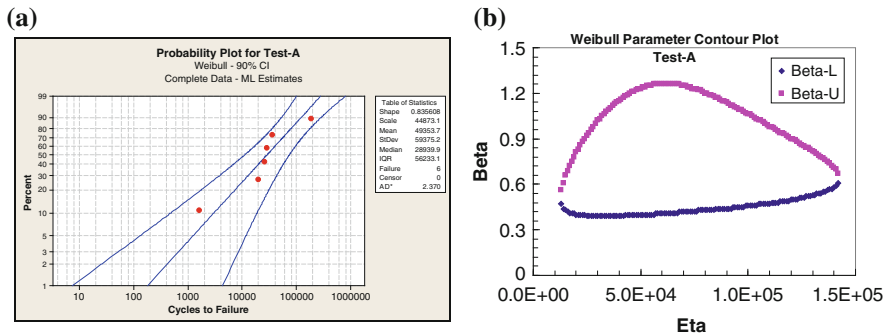 (a)
Probability Plot for Test-A
Weibull - 90% CI
Complete Data - ML Estimates
99
90
80
70
60
50
40
30
20
10
5
3
2
1
Percent
10
100
1000
10000
100000
1000000
Cycles to Failure
Table of Statistics
Shape 0.835608
Scale 44873.1
Mean 49353.7
StDev 59375.2
Median 28939.9
IQR 56233.1
Failure 6
Censor 0
AD* 2.370
(b)
Weibull Parameter Contour Plot
Test-A
Beta-L
Beta-U
1.5
1.2
0.9
0.6
0.3
0
Beta
0.0E+00
5.0E+04
1.0E+05
1.5E+05
Eta